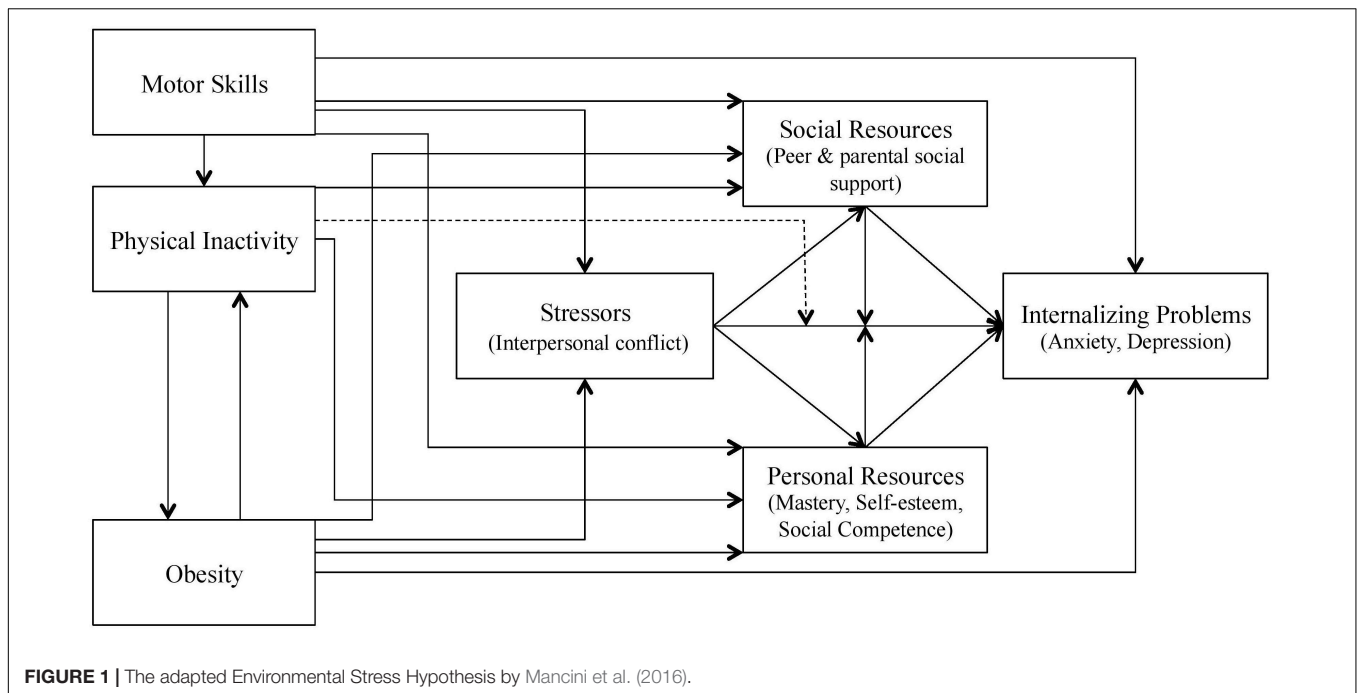 Motor Skills
Social Resources
(Peer & parental social
support)
Physical Inactivity
Stressors
(Interpersonal conflict)
Internalizing Problems
(Anxiety, Depression)
Personal Resources
(Mastery, Self-esteem,
Social Competence)
Obesity
FIGURE 1 | The adapted Environmental Stress Hypothesis by Mancini et al. (2016).